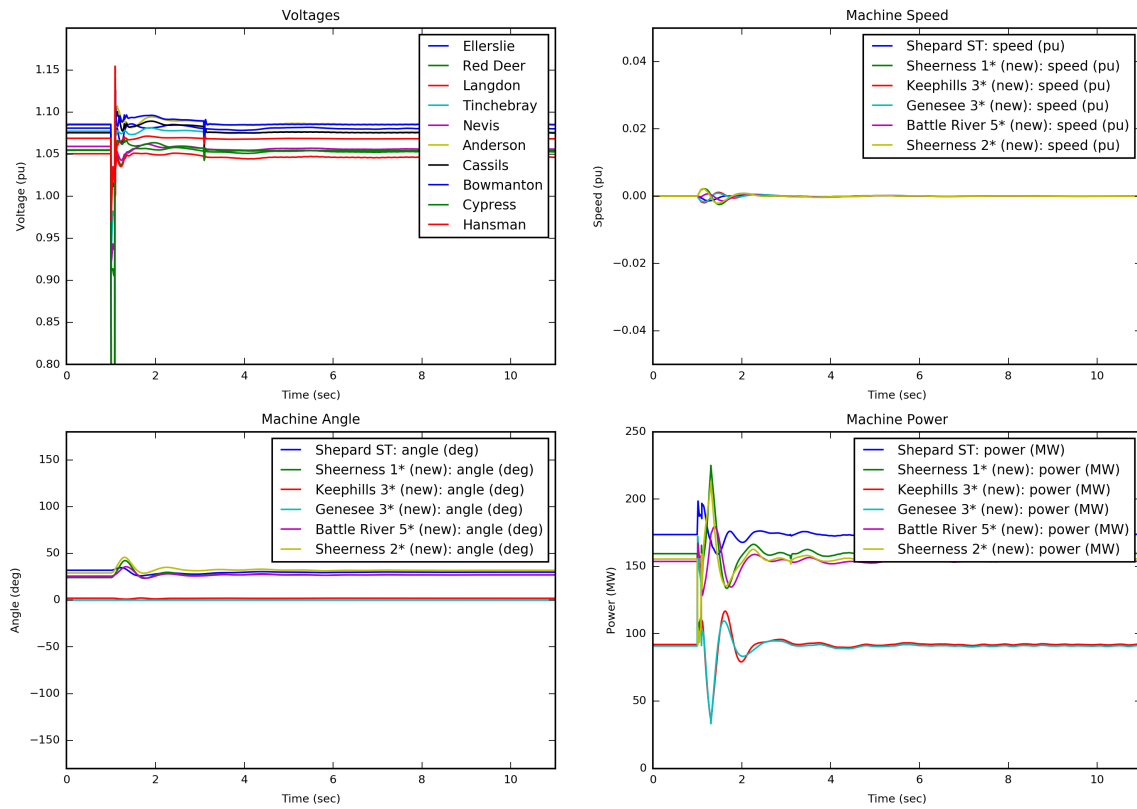 Voltages
1.15
1.10
1.05
1.00
0.95
0.90
0.85
0.80
Voltage (pu)
0
2
4
6
8
10
Time (sec)
Ellerslie
Red Deer
Langdon
Tinchebray
Nevis
Anderson
Cassils
Bowmanton
Cypress
Hansman
Machine Speed
0.04
0.02
0.00
−0.02
−0.04
Speed (pu)
0
2
4
6
8
10
Time (sec)
Shepard ST: speed (pu)
Sheerness 1* (new): speed (pu)
Keephills 3* (new): speed (pu)
Genesee 3* (new): speed (pu)
Battle River 5* (new): speed (pu)
Sheerness 2* (new): speed (pu)
Machine Angle
150
100
50
0
−50
−100
−150
Angle (deg)
0
2
4
6
8
10
Time (sec)
Shepard ST: angle (deg)
Sheerness 1* (new): angle (deg)
Keephills 3* (new): angle (deg)
Genesee 3* (new): angle (deg)
Battle River 5* (new): angle (deg)
Sheerness 2* (new): angle (deg)
Machine Power
250
200
150
100
50
0
Power (MW)
0
2
4
6
8
10
Time (sec)
Shepard ST: power (MW)
Sheerness 1* (new): power (MW)
Keephills 3* (new): power (MW)
Genesee 3* (new): power (MW)
Battle River 5* (new): power (MW)
Sheerness 2* (new): power (MW)